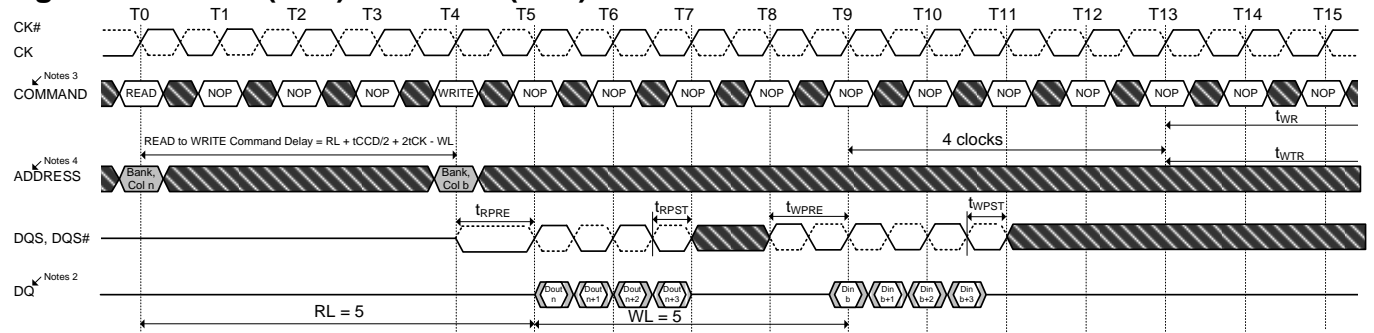 T0 T1 T2 T3 T4 T5 T6 T7 T8 T9 T10 T11 T12 T13 T14 T15
CK#
CK
Notes 3
COMMAND READ NOP NOP NOP WRITE NOP NOP NOP NOP NOP NOP NOP NOP NOP NOP NOP
tWR
READ to WRITE Command Delay = RL + tCCD/2 + 2tCK - WL
4 clocks
tWTR
Notes 4
ADDRESS
Bank, Col n
Bank, Col b
tRPRE tRPST tWPRE tWPST
DQS, DQS#
Notes 2
DQ
Dout n
Dout n+1
Dout n+2
Dout n+3
Din b
Din b+1
Din b+2
Din b+3
RL = 5 WL = 5